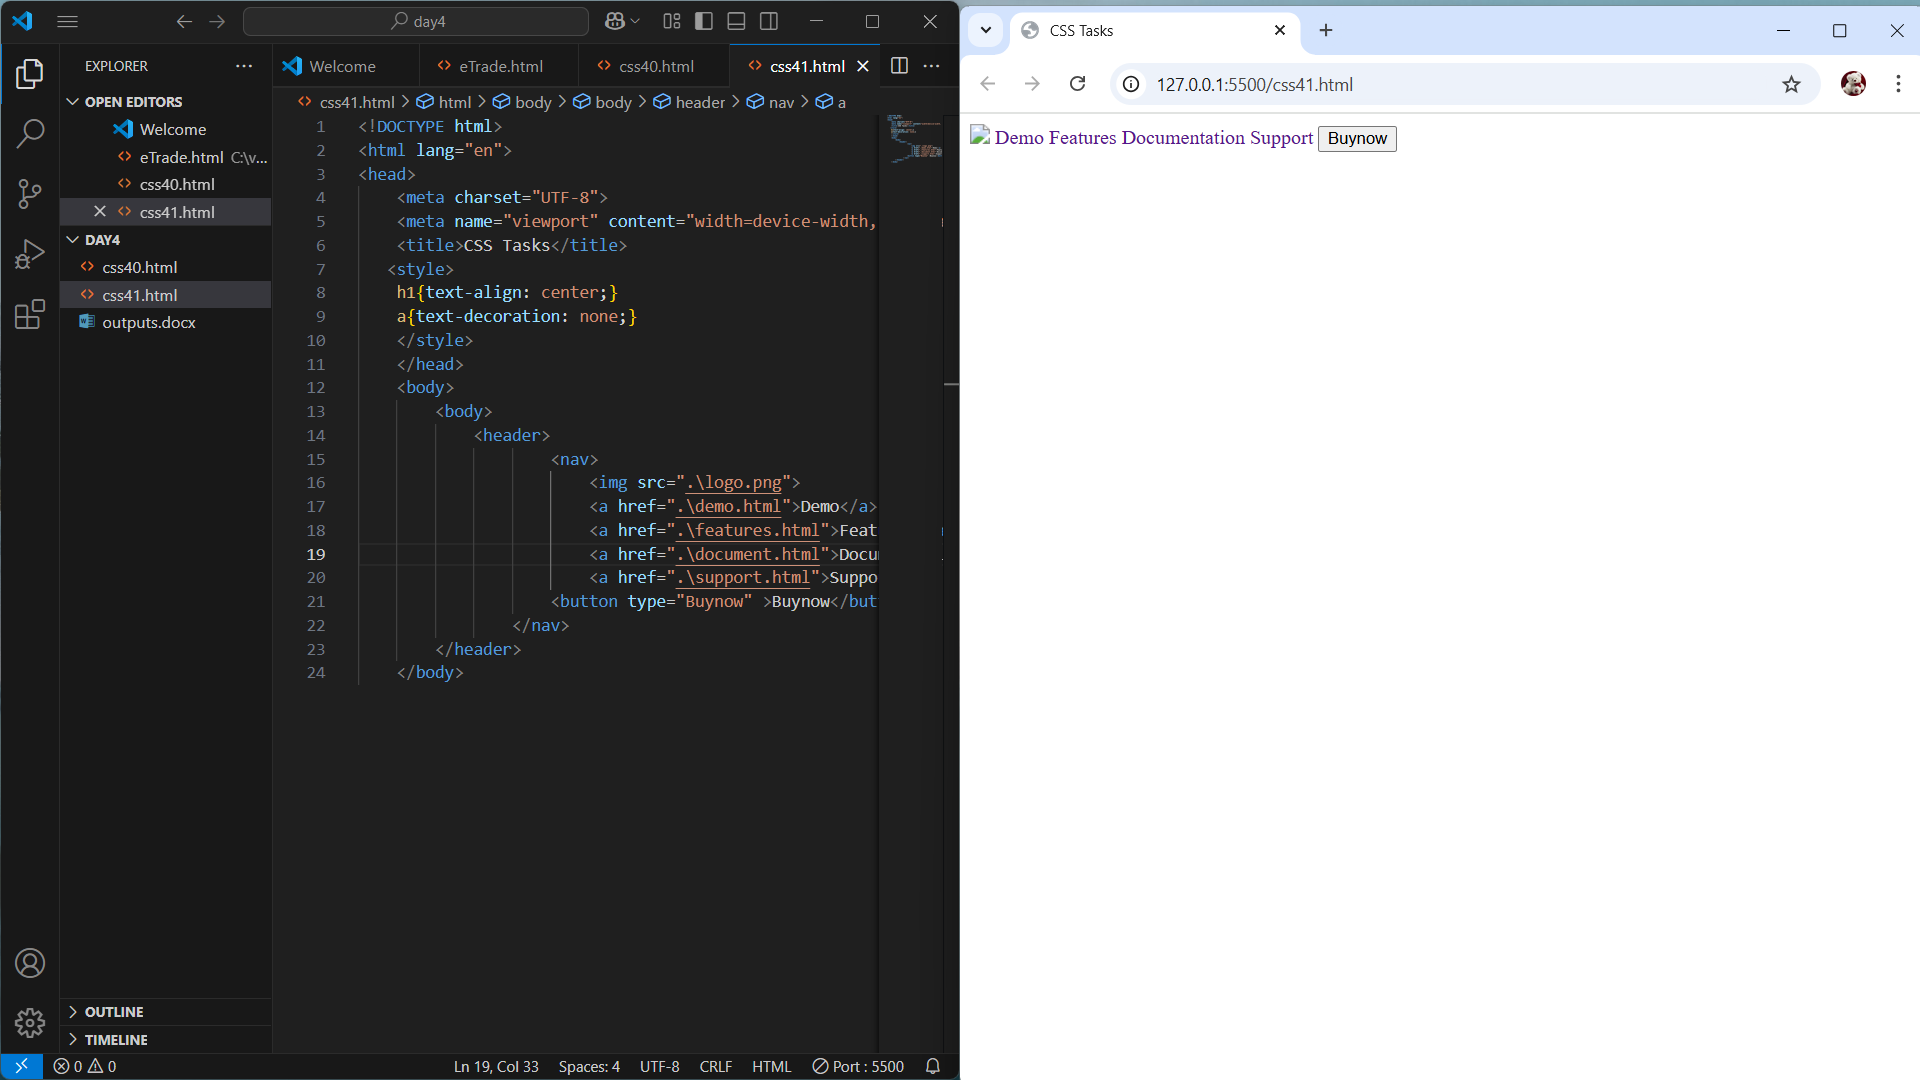 day4
EXPLORER
OPEN EDITORS
Welcome
eTrade.html C:\v...
css40.html
css41.html
DAY4
css40.html
css41.html
outputs.docx
OUTLINE
TIMELINE
Welcome
eTrade.html
css40.html
css41.html
css41.html > html > body > body > header > nav > a
1 <!DOCTYPE html>
2 <html lang="en">
3 <head>
4 <meta charset="UTF-8">
5 <meta name="viewport" content="width=device-width,
6 <title>CSS Tasks</title>
7 <style>
8 h1{text-align: center;}
9 a{text-decoration: none;}
10 </style>
11 </head>
12 <body>
13 <body>
14 <header>
15 <nav>
16 <img src=".\logo.png">
17 <a href=".\demo.html">Demo</a>
18 <a href=".\features.html">Feat
19 <a href=".\document.html">Docu
20 <a href=".\support.html">Suppo
21 <button type="Buynow" >Buynow</but
22 </nav>
23 </header>
24 </body>
0 0
Ln 19, Col 33
Spaces: 4
UTF-8
CRLF
HTML
Port : 5500
CSS Tasks
127.0.0.1:5500/css41.html
Demo Features Documentation Support Buynow